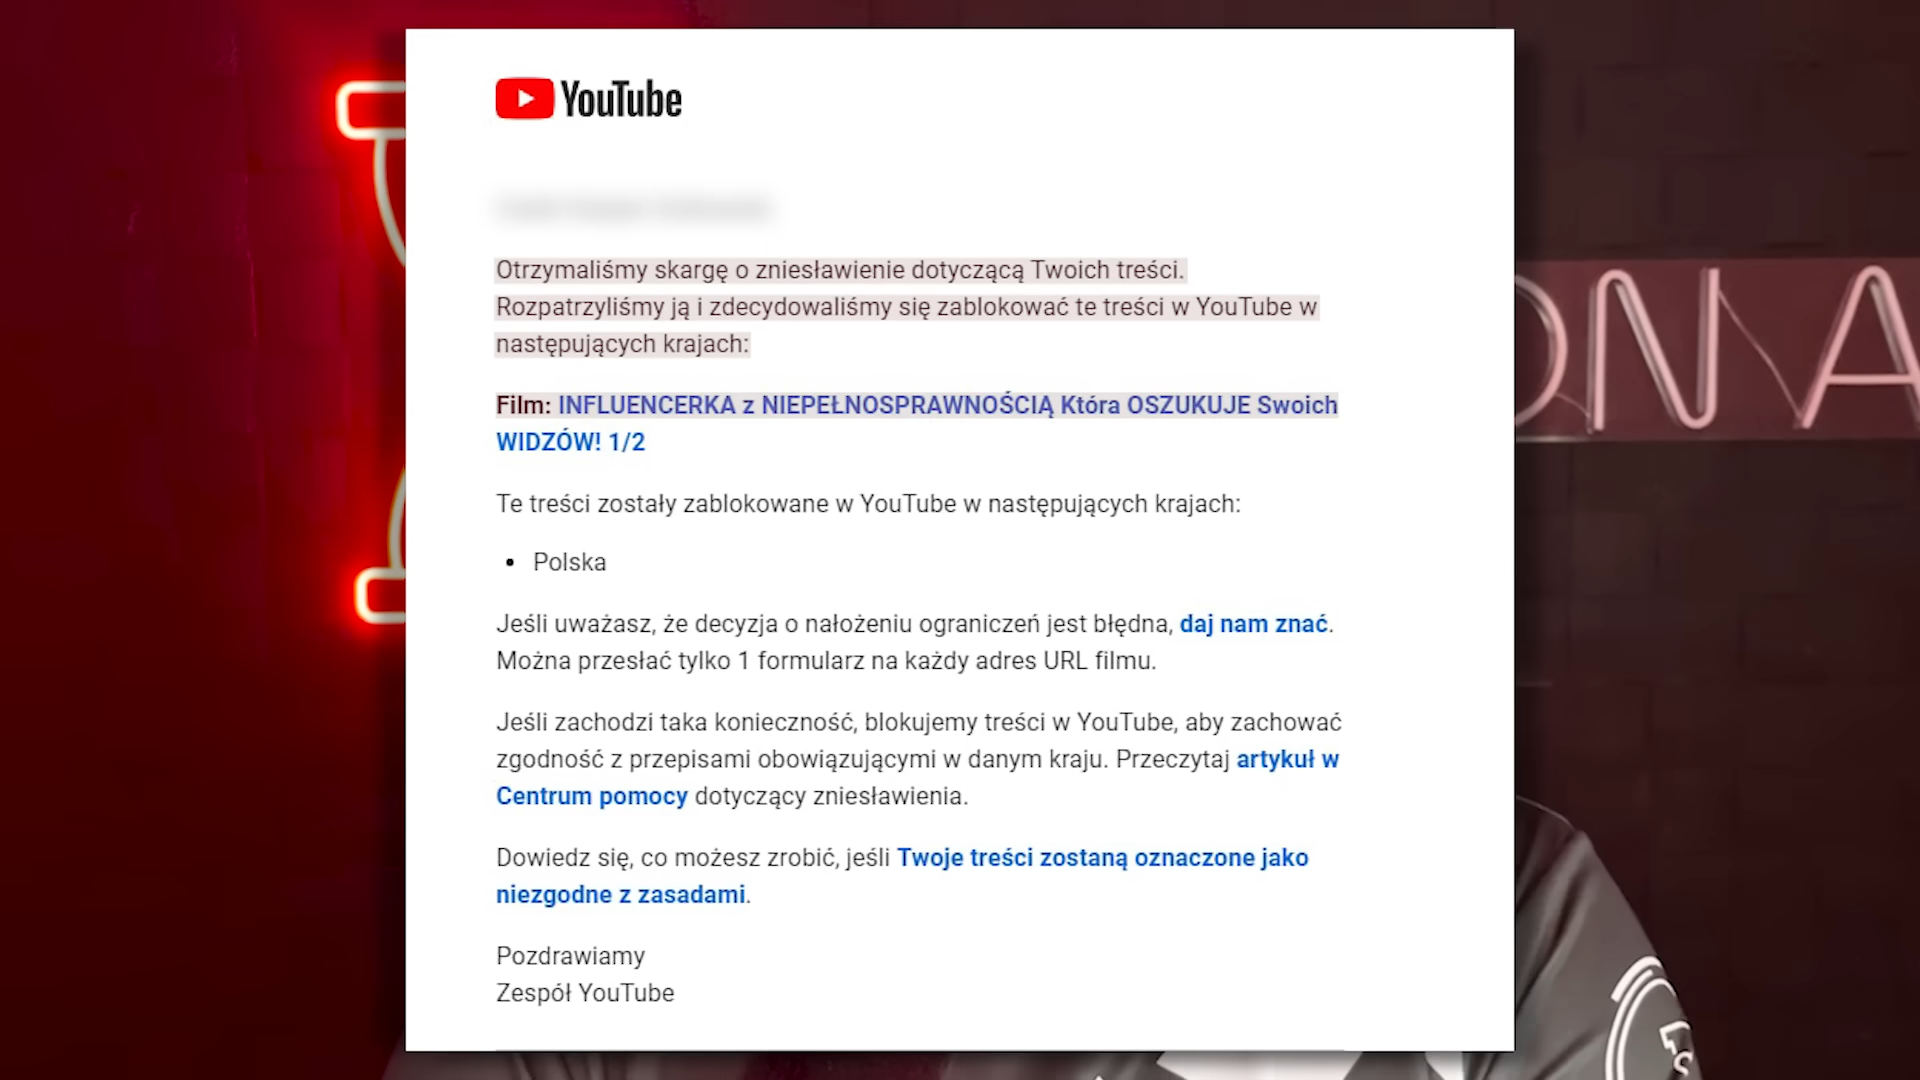 YouTube
Otrzymaliśmy skargę o zniesławienie dotyczącą Twoich treści.
Rozpatrzyliśmy ją i zdecydowaliśmy się zablokować te treści w YouTube w
następujących krajach:
Film: INFLUENCERKA z NIEPEŁNOSPRAWNOŚCIĄ Która OSZUKUJE Swoich
WIDZÓW! 1/2
Te treści zostały zablokowane w YouTube w następujących krajach:
• Polska
Jeśli uważasz, że decyzja o nałożeniu ograniczeń jest błędna, daj nam znać.
Można przesłać tylko 1 formularz na każdy adres URL filmu.
Jeśli zachodzi taka konieczność, blokujemy treści w YouTube, aby zachować
zgodność z przepisami obowiązującymi w danym kraju. Przeczytaj artykuł w
Centrum pomocy dotyczący zniesławienia.
Dowiedz się, co możesz zrobić, jeśli Twoje treści zostaną oznaczone jako
niezgodne z zasadami.
Pozdrawiamy
Zespół YouTube